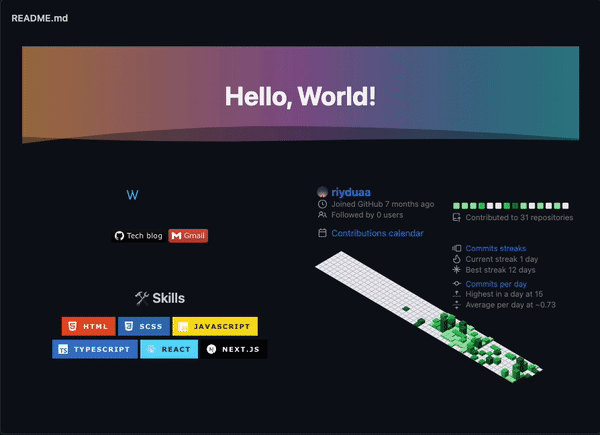 README.md
Hello, World!
W
Tech blog
Gmail
🛠 Skills
HTML
SCSS
JAVASCRIPT
TYPESCRIPT
REACT
NEXT.JS
riyduaa
Joined GitHub 7 months ago
Followed by 0 users
Contributed to 31 repositories
Contributions calendar
Commits streaks
Current streak 1 day
Best streak 12 days
Commits per day
Highest in a day at 15
Average per day at ~0.73